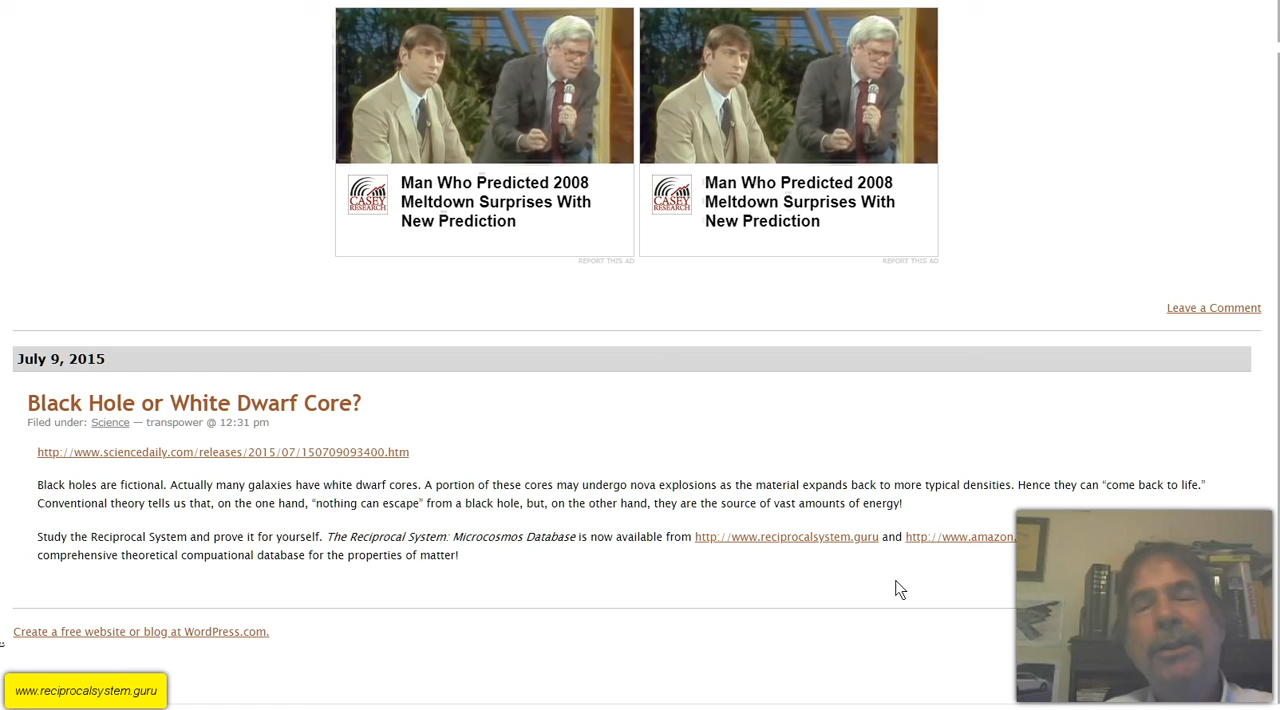 Man Who Predicted 2008
Meltdown Surprises With
New Prediction
CASEY
RESEARCH
REPORT THIS AD
Man Who Predicted 2008
Meltdown Surprises With
New Prediction
CASEY
RESEARCH
REPORT THIS AD
Leave a Comment
July 9, 2015
Black Hole or White Dwarf Core?
Filed under: Science — transpower @ 12:31 pm
http://www.sciencedaily.com/releases/2015/07/150709093400.htm
Black holes are fictional. Actually many galaxies have white dwarf cores. A portion of these cores may undergo nova explosions as the material expands back to more typical densities. Hence they can “come back to life.”
Conventional theory tells us that, on the one hand, “nothing can escape” from a black hole, but, on the other hand, they are the source of vast amounts of energy!
Study the Reciprocal System and prove it for yourself. The Reciprocal System: Microcosmos Database is now available from http://www.reciprocalsystem.guru and http://www.amazon.
comprehensive theoretical compuational database for the properties of matter!
Create a free website or blog at WordPress.com.
www.reciprocalsystem.guru